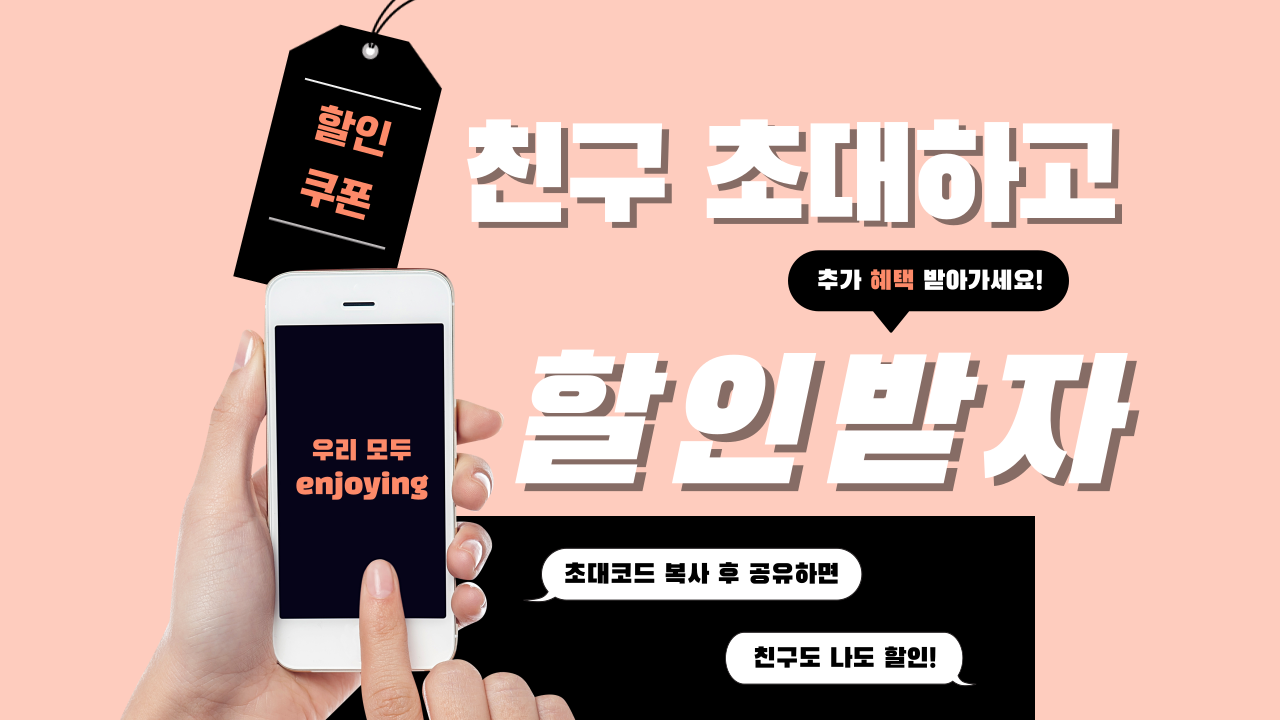 할인
쿠폰
친구 초대하고
추가 혜택 받아가세요!
할인받자
우리 모두
enjoying
초대코드 복사 후 공유하면
친구도 나도 할인!